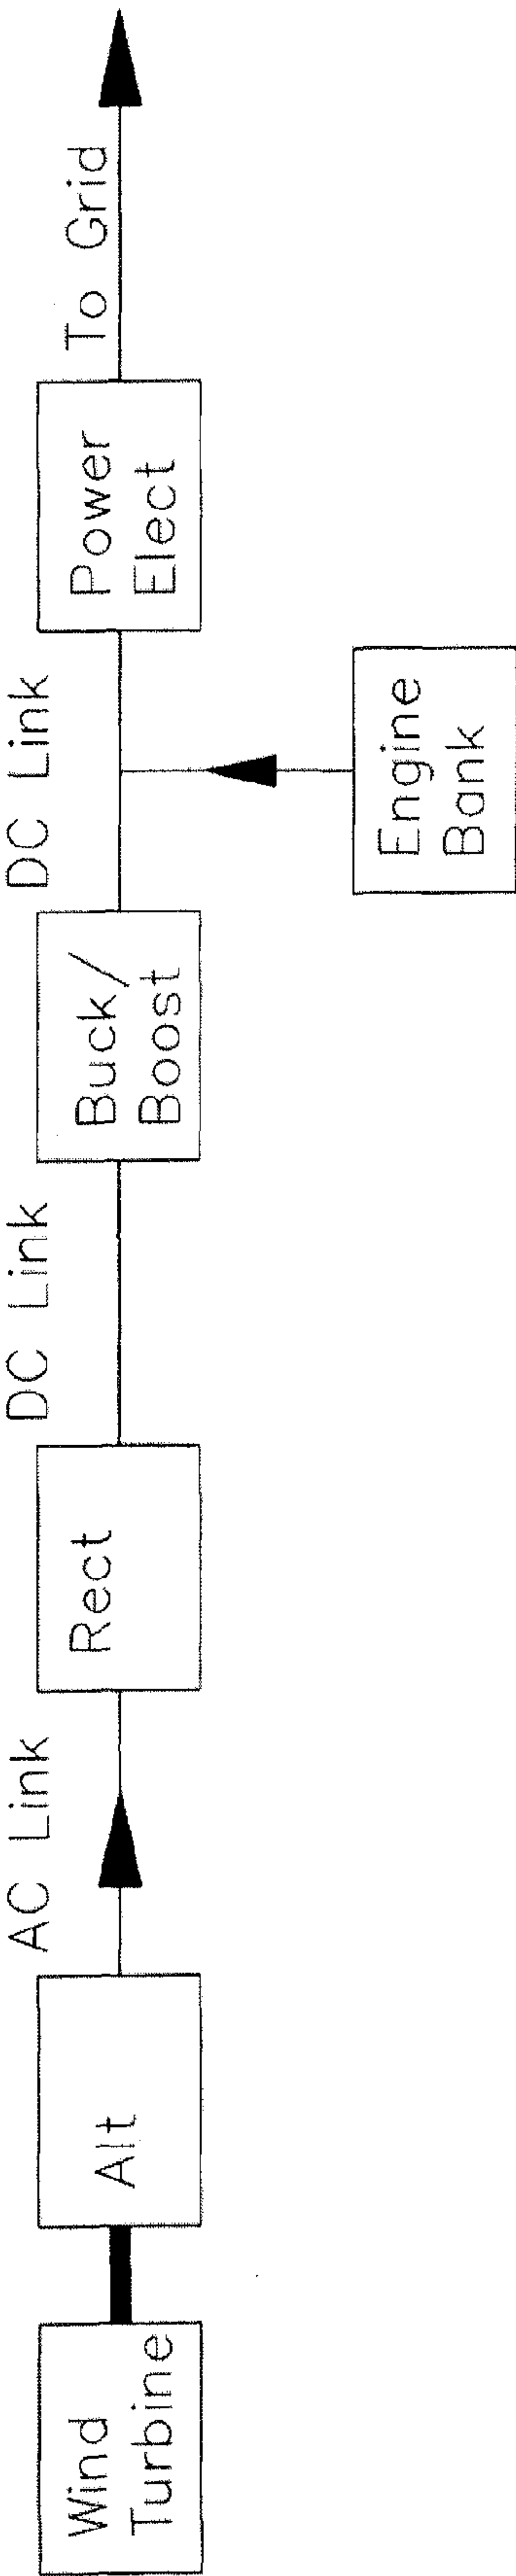 Wind
Turbine
Alt
AC Link
Rect
DC Link
Buck/
Boost
DC Link
Engine
Bank
Power
Elect
To Grid